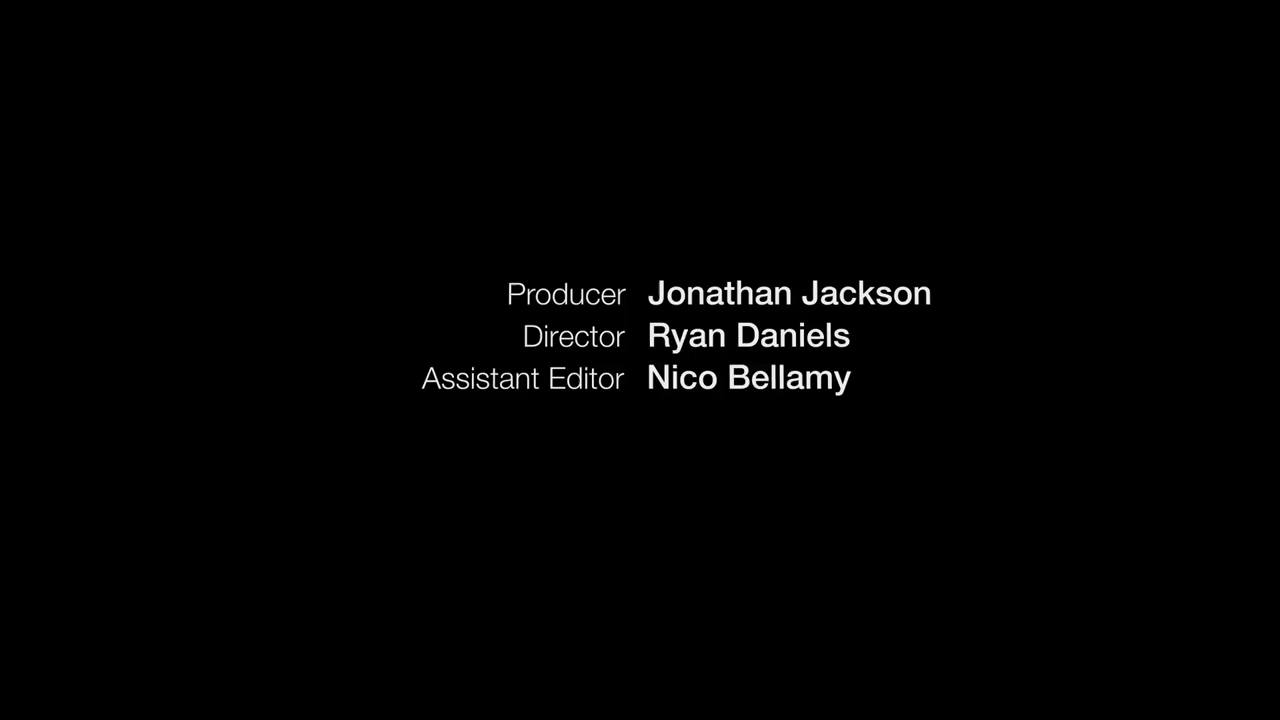 Producer Jonathan Jackson
Director Ryan Daniels
Assistant Editor Nico Bellamy